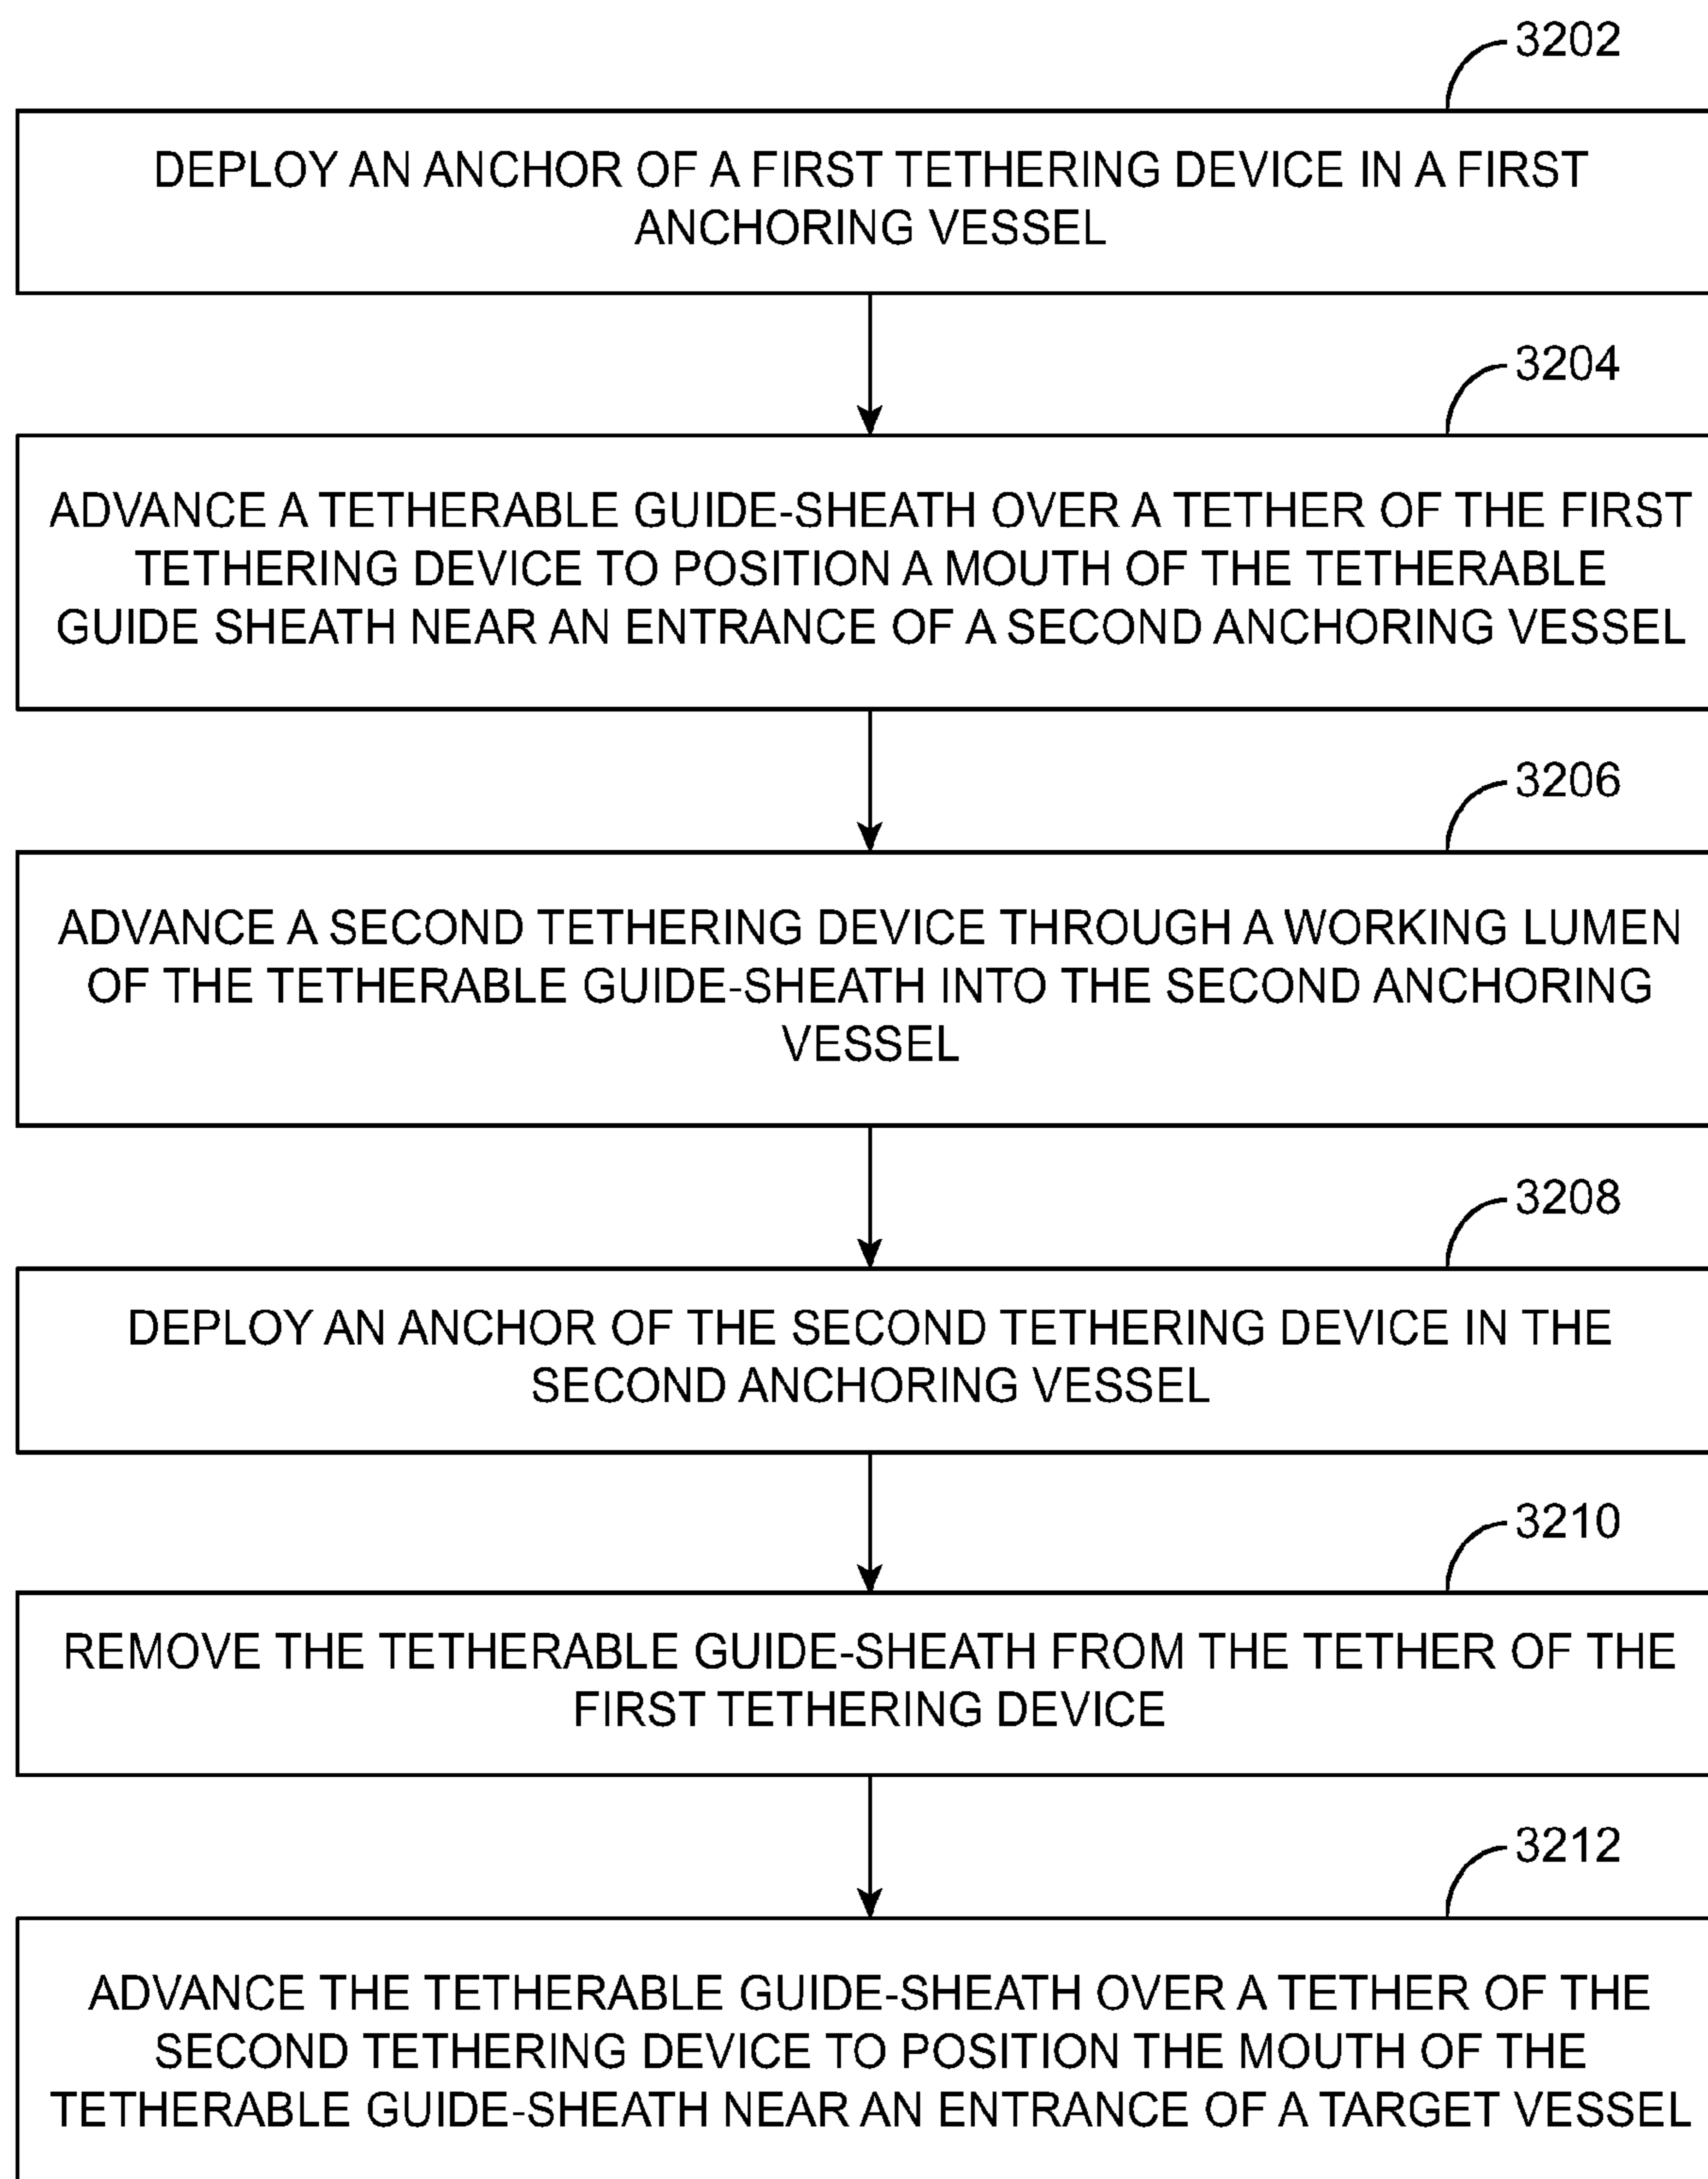 3202
DEPLOY AN ANCHOR OF A FIRST TETHERING DEVICE IN A FIRST
ANCHORING VESSEL
3204
ADVANCE A TETHERABLE GUIDE-SHEATH OVER A TETHER OF THE FIRST
TETHERING DEVICE TO POSITION A MOUTH OF THE TETHERABLE
GUIDE SHEATH NEAR AN ENTRANCE OF A SECOND ANCHORING VESSEL
3206
ADVANCE A SECOND TETHERING DEVICE THROUGH A WORKING LUMEN
OF THE TETHERABLE GUIDE-SHEATH INTO THE SECOND ANCHORING
VESSEL
3208
DEPLOY AN ANCHOR OF THE SECOND TETHERING DEVICE IN THE
SECOND ANCHORING VESSEL
3210
REMOVE THE TETHERABLE GUIDE-SHEATH FROM THE TETHER OF THE
FIRST TETHERING DEVICE
3212
ADVANCE THE TETHERABLE GUIDE-SHEATH OVER A TETHER OF THE
SECOND TETHERING DEVICE TO POSITION THE MOUTH OF THE
TETHERABLE GUIDE-SHEATH NEAR AN ENTRANCE OF A TARGET VESSEL